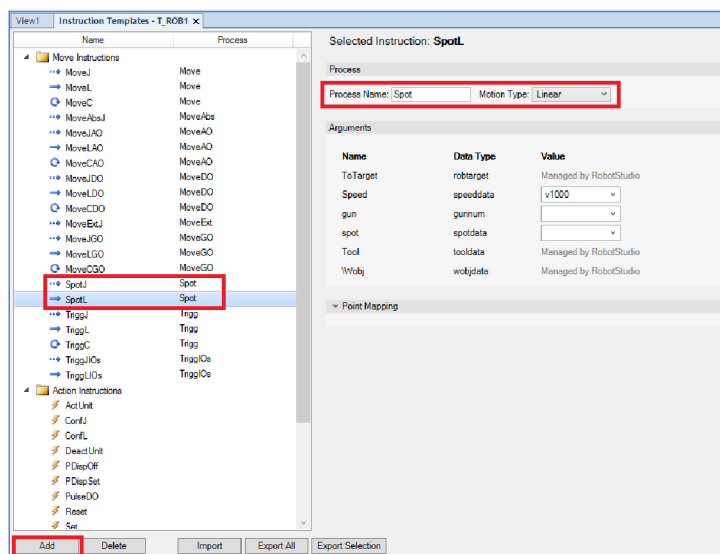 View1 Instruction Templates - T_ROB1 ×
Name Process
Move Instructions
MoveJ Move
MoveL Move
MoveC Move
MoveAbsJ MoveAbs
MoveJAO MoveAO
MoveLAO MoveAO
MoveCAO MoveAO
MoveJDO MoveDO
MoveLDO MoveDO
MoveCDO MoveDO
MoveExtJ MoveExt
MoveJGO MoveGO
MoveLGO MoveGO
MoveCGO MoveGO
SpotJ Spot
SpotL Spot
TriggJ Trigg
TriggL Trigg
TriggC Trigg
TriggJIOs TriggIOs
TriggLIOs TriggIOs
Action Instructions
ActUnit
ConfJ
ConfL
DeactUnit
PDispOff
PDispSet
PulseDO
Reset
Set
Add Delete Import Export All Export Selection
Selected Instruction: SpotL
Process
Process Name: Spot Motion Type: Linear
Arguments
Name Data Type Value
ToTarget robtarget Managed by RobotStudio
Speed speeddata v1000
gun gunnum
spot spotdata
Tool tooldata Managed by RobotStudio
\Wobj wobjdata Managed by RobotStudio
Point Mapping